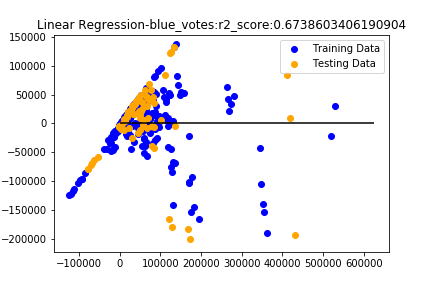 Linear Regression-blue_votes:r2_score:0.6738603406190904
150000
100000
50000
0
-50000
-100000
-150000
-200000
Training Data
Testing Data
-100000 0 100000 200000 300000 400000 500000 600000